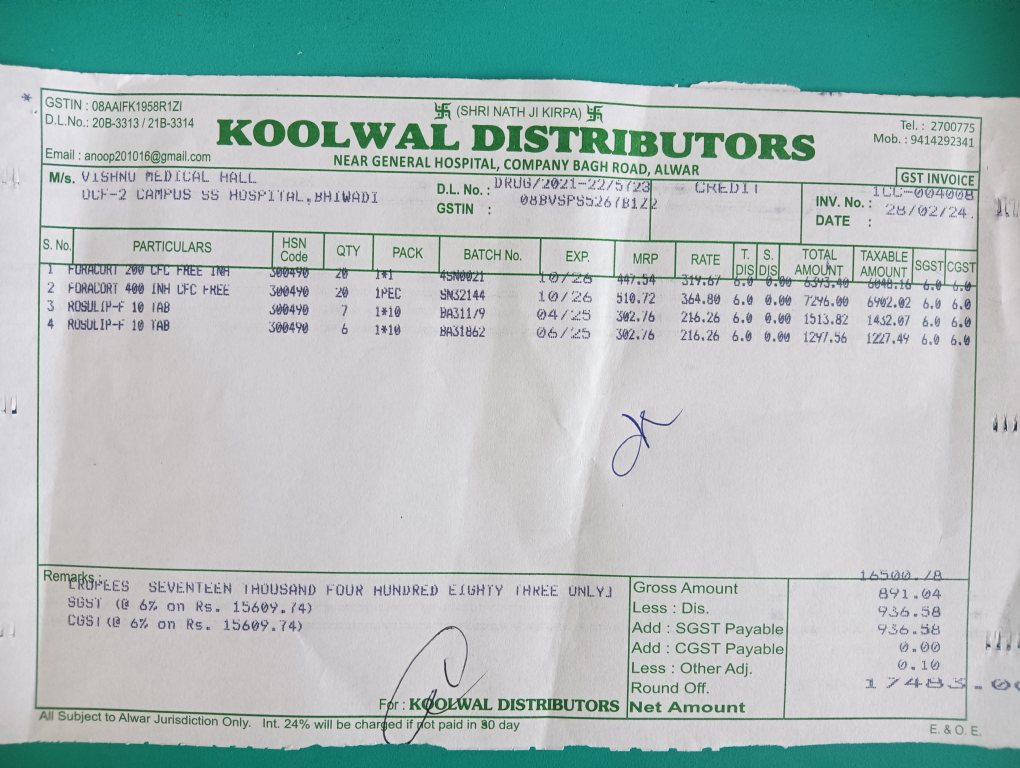 GSTIN : 08AAIFK1958R1ZI
D.L.No.: 20B-3313 / 21B-3314
Email : anoop201016@gmail.com
卐 (SHRI NATH JI KIRPA) 卐
KOOLWAL DISTRIBUTORS
NEAR GENERAL HOSPITAL, COMPANY BAGH ROAD, ALWAR
Tel. : 2700775
Mob. : 9414292341
GST INVOICE
M/s. VISHNU MEDICAL HALL
UCF-2 CAMPUS SS HOSPITAL,BHIWADI
D.L. No.: DRUG/2021-22/5723
GSTIN : 08BVSPS5267B1Z2
CREDIT
INV. No. : ICC-004008
DATE : 28/02/24.
S. No. PARTICULARS HSN Code QTY PACK BATCH No. EXP. MRP RATE T. DIS S. DIS TOTAL AMOUNT TAXABLE AMOUNT SGST CGST
1 FORACORT 200 CFC FREE INH 300490 20 1*1 4SN0021 10/26 447.54 319.67 6.0 0.00 6393.40 6048.16 6.0 6.0
2 FORACORT 400 INH CFC FREE 300490 20 1PEC SN32144 10/26 510.72 364.80 6.0 0.00 7296.00 6902.02 6.0 6.0
3 ROSULIP-F 10 TAB 300490 7 1*10 BA31179 04/25 302.76 216.26 6.0 0.00 1513.82 1432.07 6.0 6.0
4 ROSULIP-F 10 TAB 300490 6 1*10 BA31862 06/25 302.76 216.26 6.0 0.00 1297.56 1227.49 6.0 6.0
Remarks :
[RUPEES SEVENTEEN THOUSAND FOUR HUNDRED EIGHTY THREE ONLY]
SGST (@ 6% on Rs. 15609.74)
CGST(@ 6% on Rs. 15609.74)
16500.78
Gross Amount 891.04
Less : Dis. 936.58
Add : SGST Payable 936.58
Add : CGST Payable 0.00
Less : Other Adj. 0.10
Round Off. 17483.00
Net Amount
For : KOOLWAL DISTRIBUTORS
All Subject to Alwar Jurisdiction Only. Int. 24% will be charged if not paid in 30 day
E. & O. E.